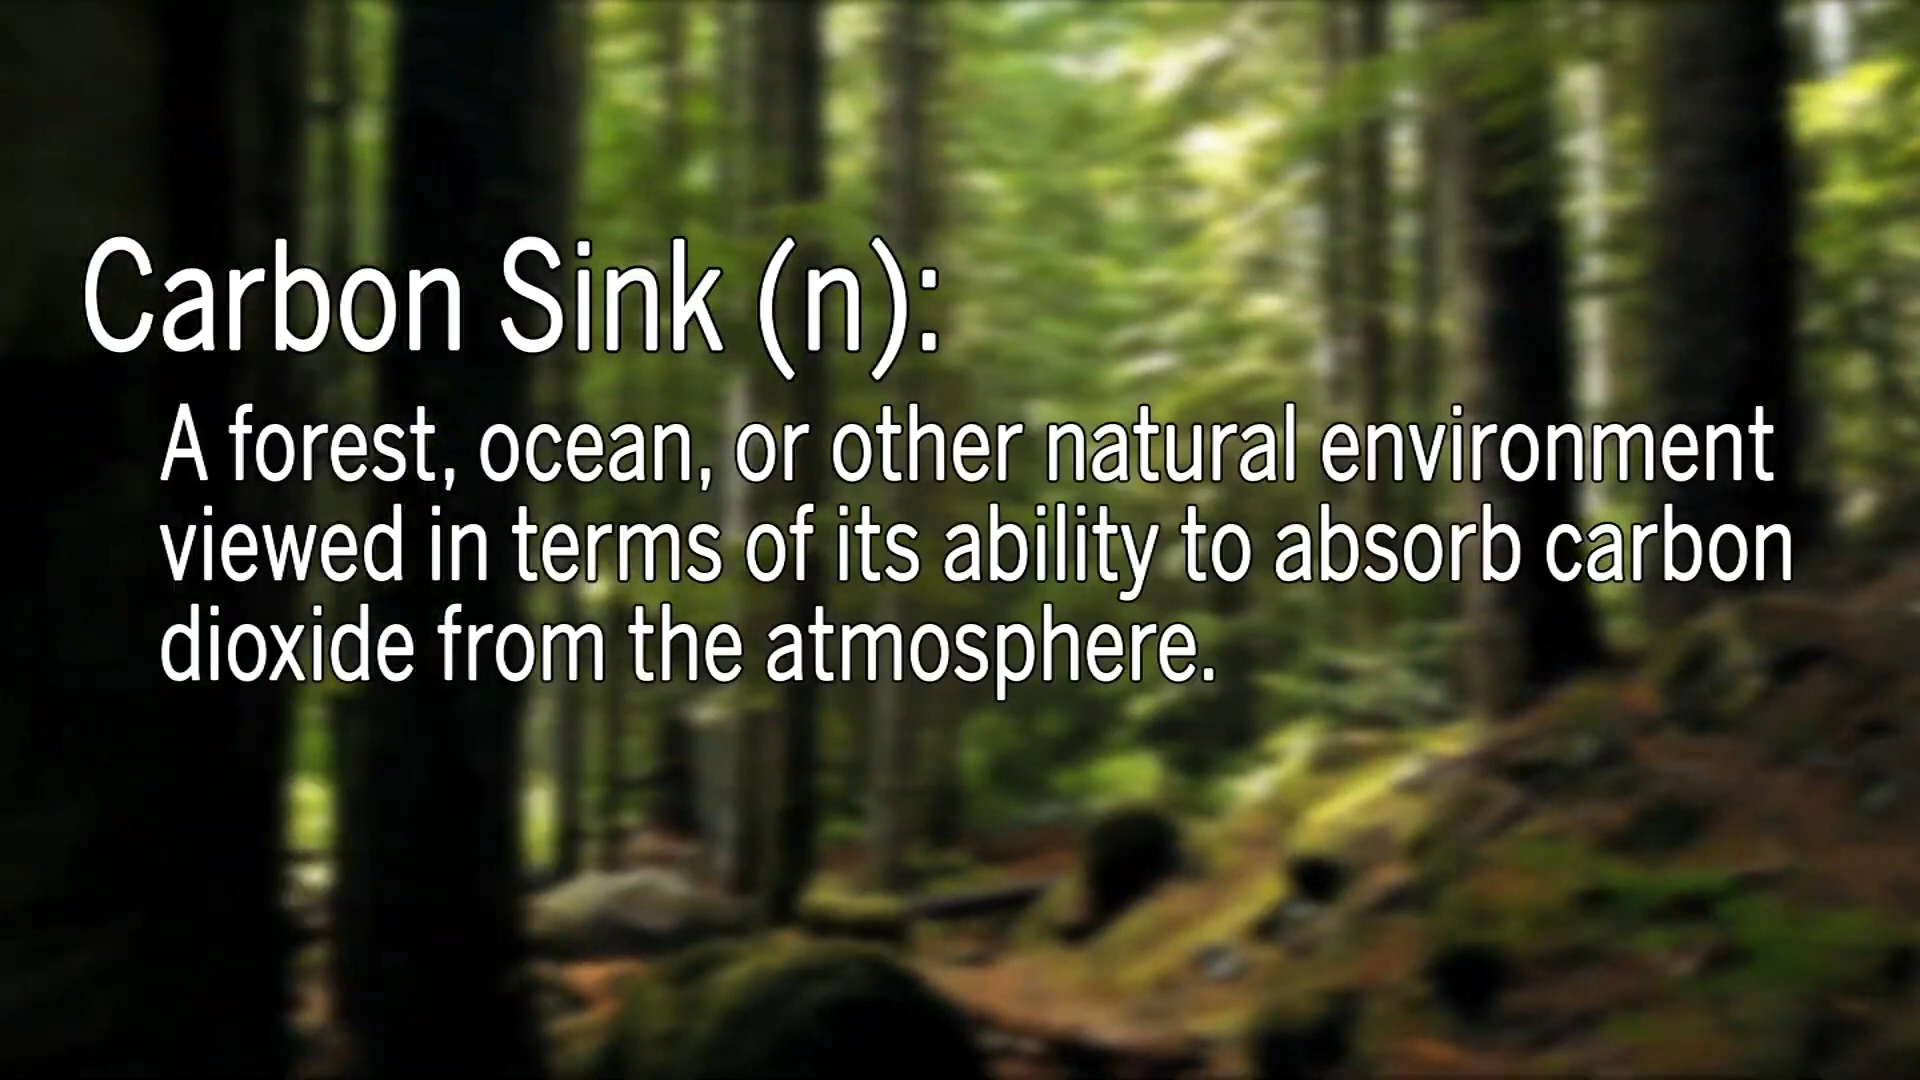 Carbon Sink (n):
A forest, ocean, or other natural environment
viewed in terms of its ability to absorb carbon
dioxide from the atmosphere.